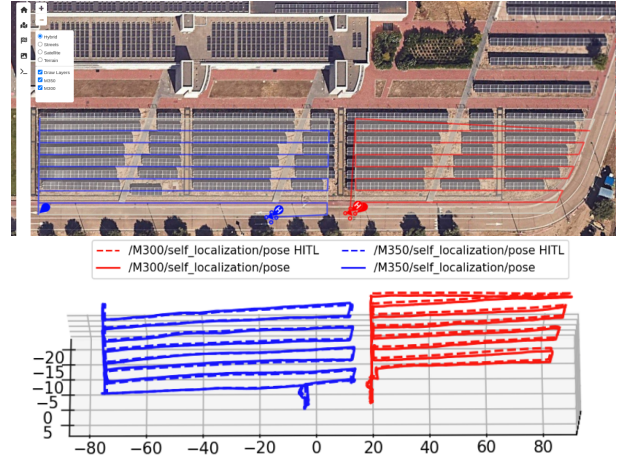 +
−
Hybrid
Streets
Satellite
Terrain
Draw Layers
M350
M300
/M300/self_localization/pose HITL /M350/self_localization/pose HITL
/M300/self_localization/pose /M350/self_localization/pose
−20
−15
−10
−5
0
5
−80 −60 −40 −20 0 20 40 60 80